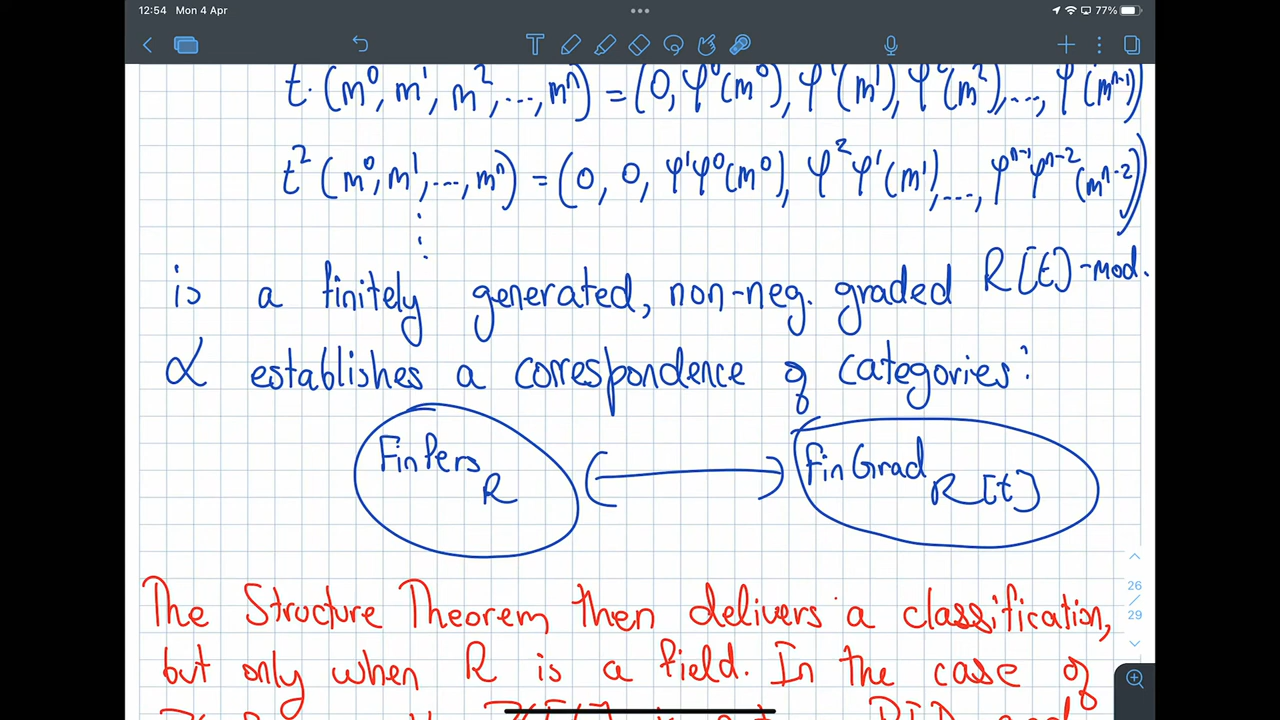 12:54 Mon 4 Apr
77%
t·(m⁰, m¹, m², ..., mⁿ) = (0, φ⁰(m⁰), φ¹(m¹), φ²(m²), ..., φ(mⁿ⁻¹))
t²(m⁰, m¹, ..., mⁿ) = (0, 0, φ¹φ⁰(m⁰), φ²φ¹(m¹), ..., φⁿ⁻¹φⁿ⁻²(mⁿ⁻²))
⋮
is a finitely generated, non-neg. graded R[t]-mod.
α establishes a correspondence of categories:
FinPers_R ⟷ FinGrad_R[t]
26
/
29
The Structure Theorem then delivers a classification,
but only when R is a field. In the case of